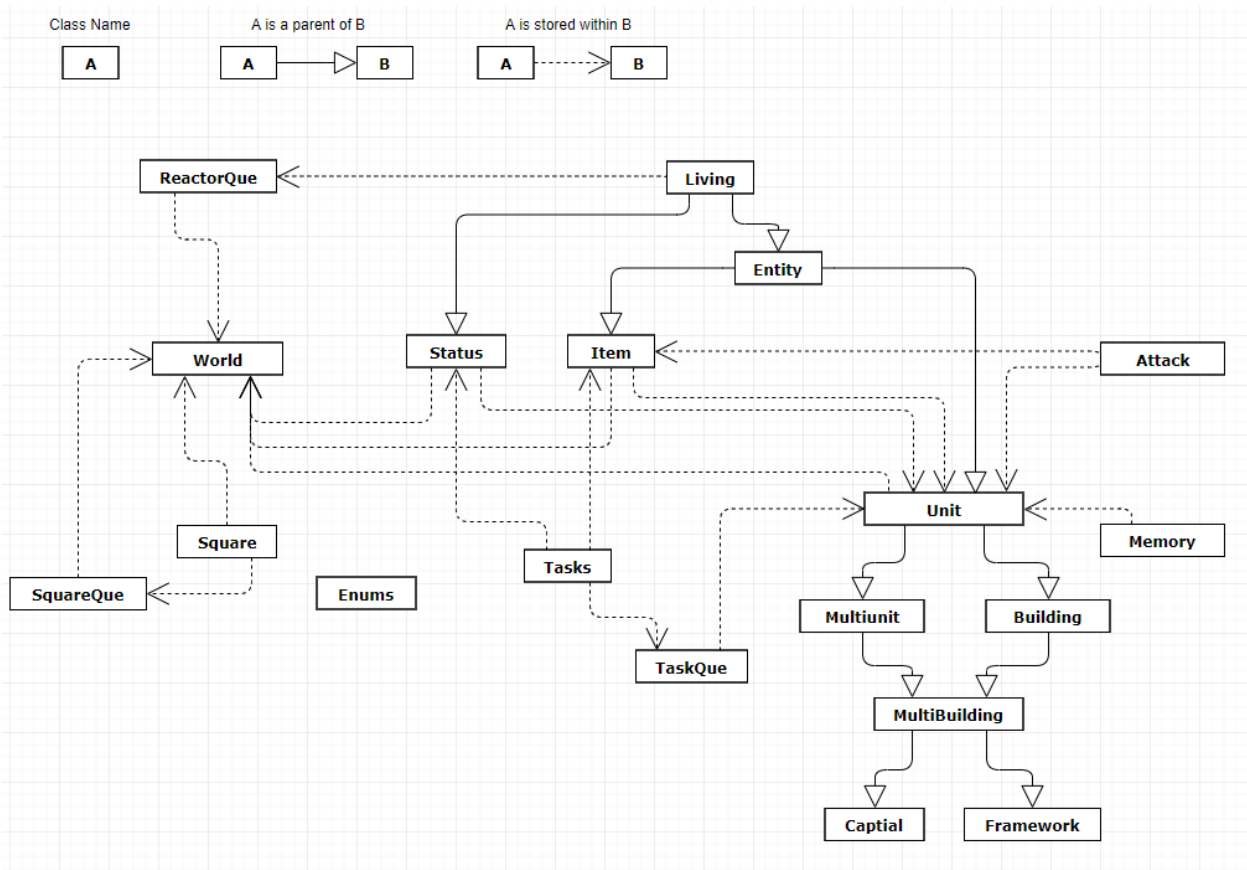 Class Name
A is a parent of B
A is stored within B
A
A
B
A
B
ReactorQue
Living
Entity
World
Status
Item
Attack
Unit
Square
Memory
Tasks
SquareQue
Enums
Multiunit
Building
TaskQue
MultiBuilding
Captial
Framework